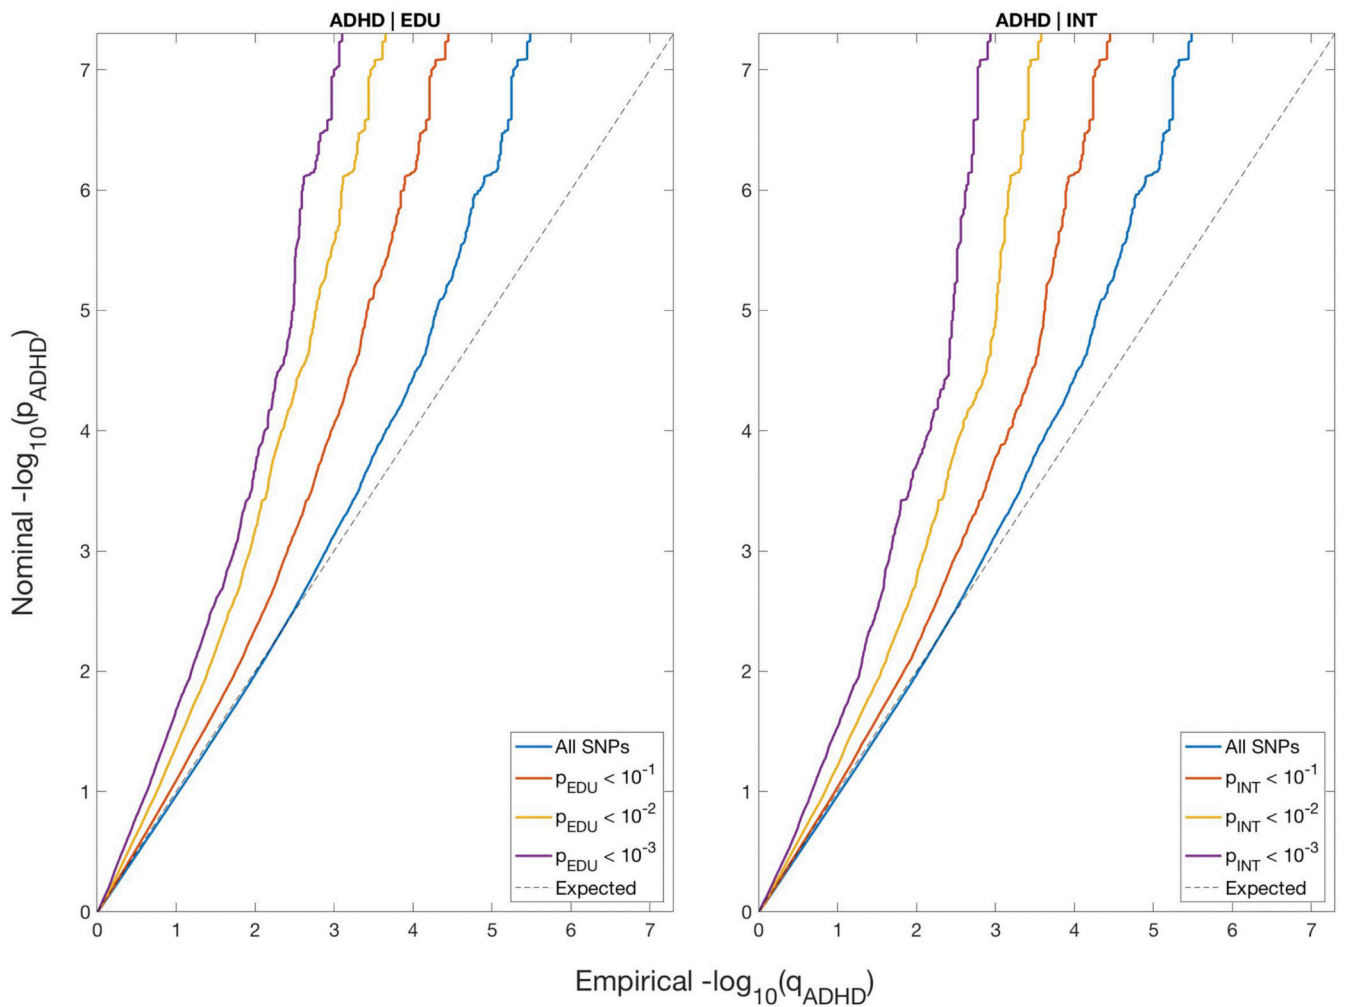 ADHD | EDU
7
6
5
4
3
2
1
0
0 1 2 3 4 5 6 7
All SNPs
pEDU < 10-1
pEDU < 10-2
pEDU < 10-3
Expected
ADHD | INT
7
6
5
4
3
2
1
0
0 1 2 3 4 5 6 7
All SNPs
pINT < 10-1
pINT < 10-2
pINT < 10-3
Expected
Nominal -log10(pADHD)
Empirical -log10(qADHD)